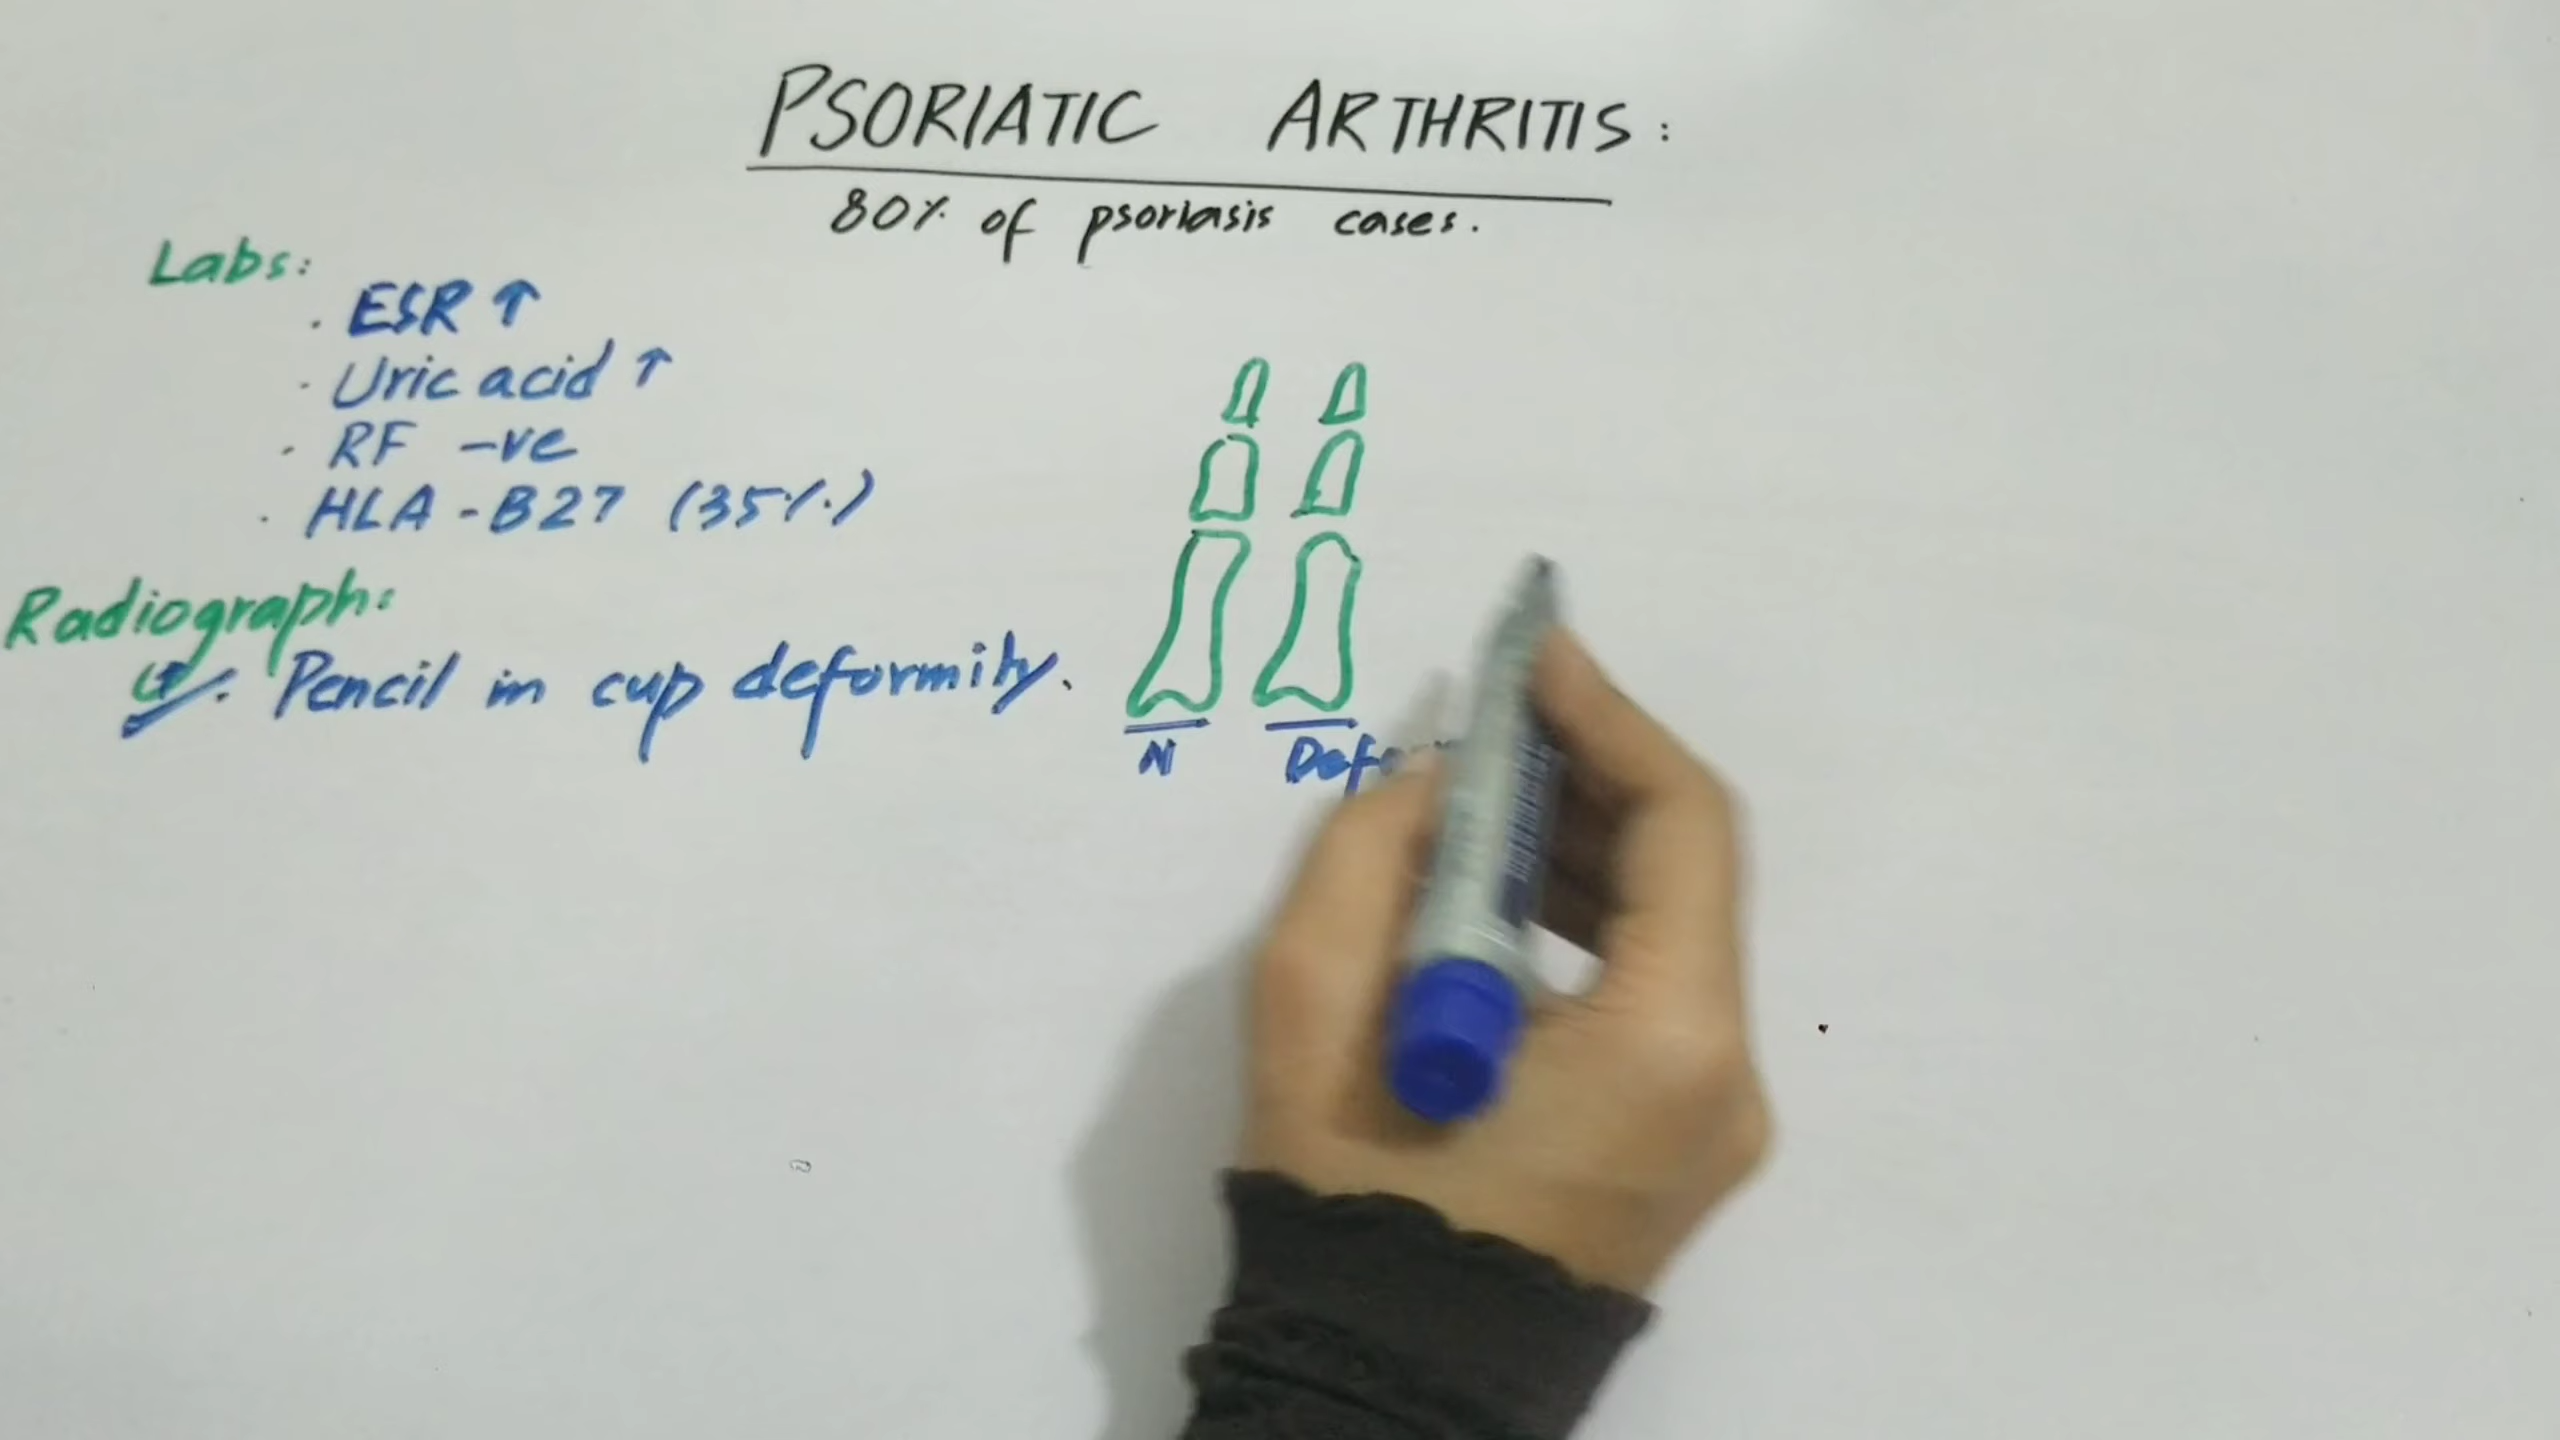 PSORIATIC ARTHRITIS:
80% of psoriasis cases.
Labs:
. ESR ↑
. Uric acid ↑
. RF -ve
. HLA-B27 (35%)
Radiograph:
. Pencil in cup deformity.
N